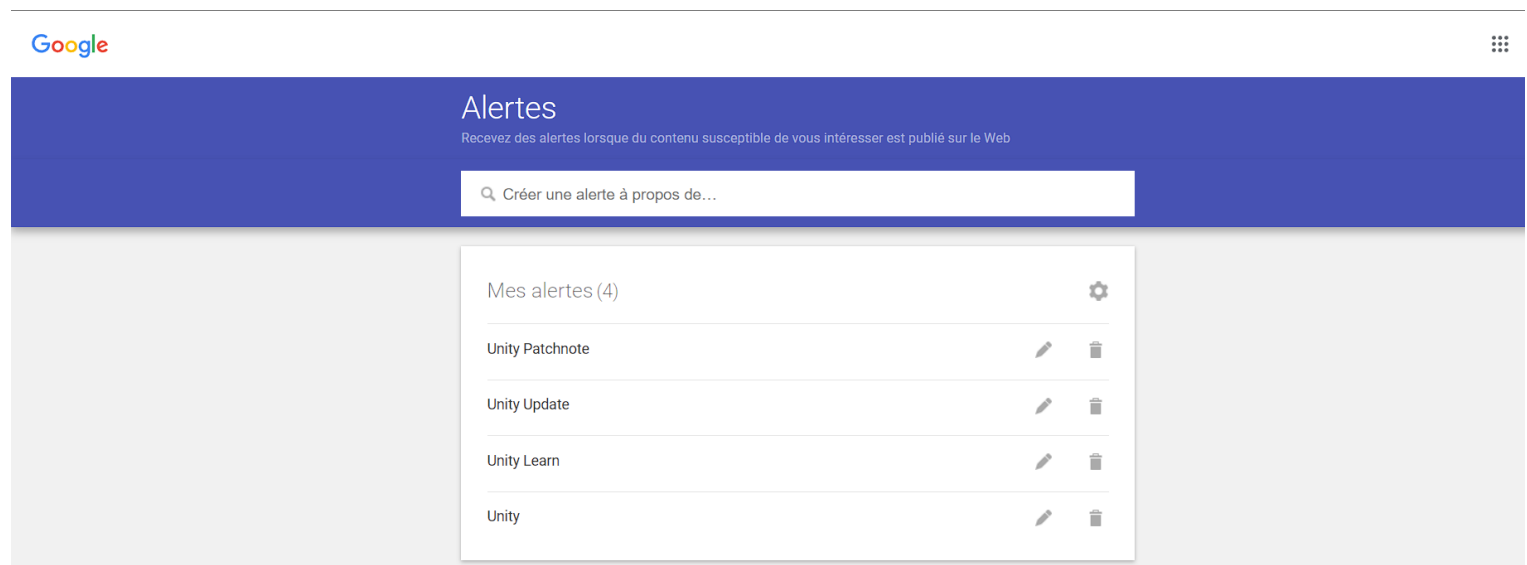 Google
Alertes
Recevez des alertes lorsque du contenu susceptible de vous intéresser est publié sur le Web
Créer une alerte à propos de…
Mes alertes (4)
Unity Patchnote
Unity Update
Unity Learn
Unity